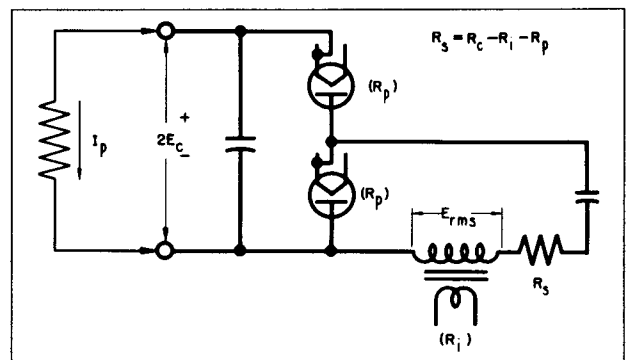 R_s = R_c - R_i - R_p
(R_p)
I_p
+
2E_c
-
(R_p)
E_rms
R_s
(R_i)